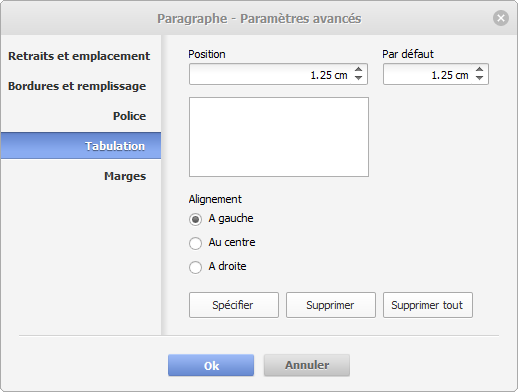 Paragraphe - Paramètres avancés
Retraits et emplacement
Bordures et remplissage
Police
Tabulation
Marges
Position
Par défaut
1.25 cm
1.25 cm
Alignement
A gauche
Au centre
A droite
Spécifier
Supprimer
Supprimer tout
Ok
Annuler